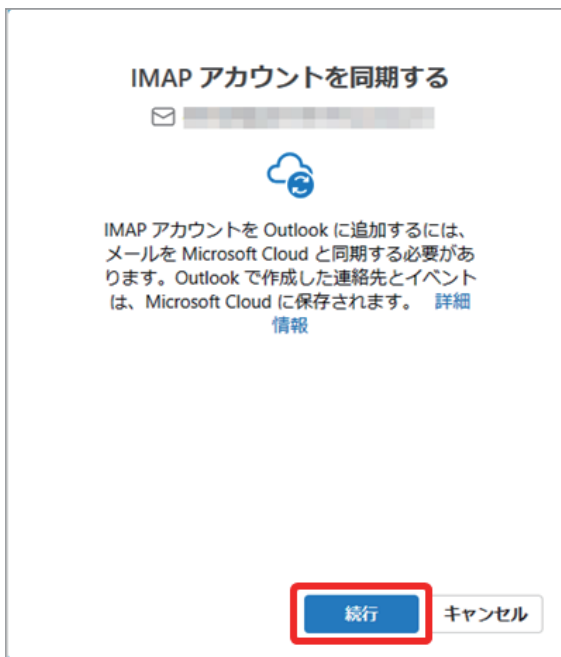 IMAP アカウントを同期する
IMAP アカウントを Outlook に追加するには、
メールを Microsoft Cloud と同期する必要があ
ります。Outlook で作成した連絡先とイベント
は、Microsoft Cloud に保存されます。 詳細
情報
続行 キャンセル